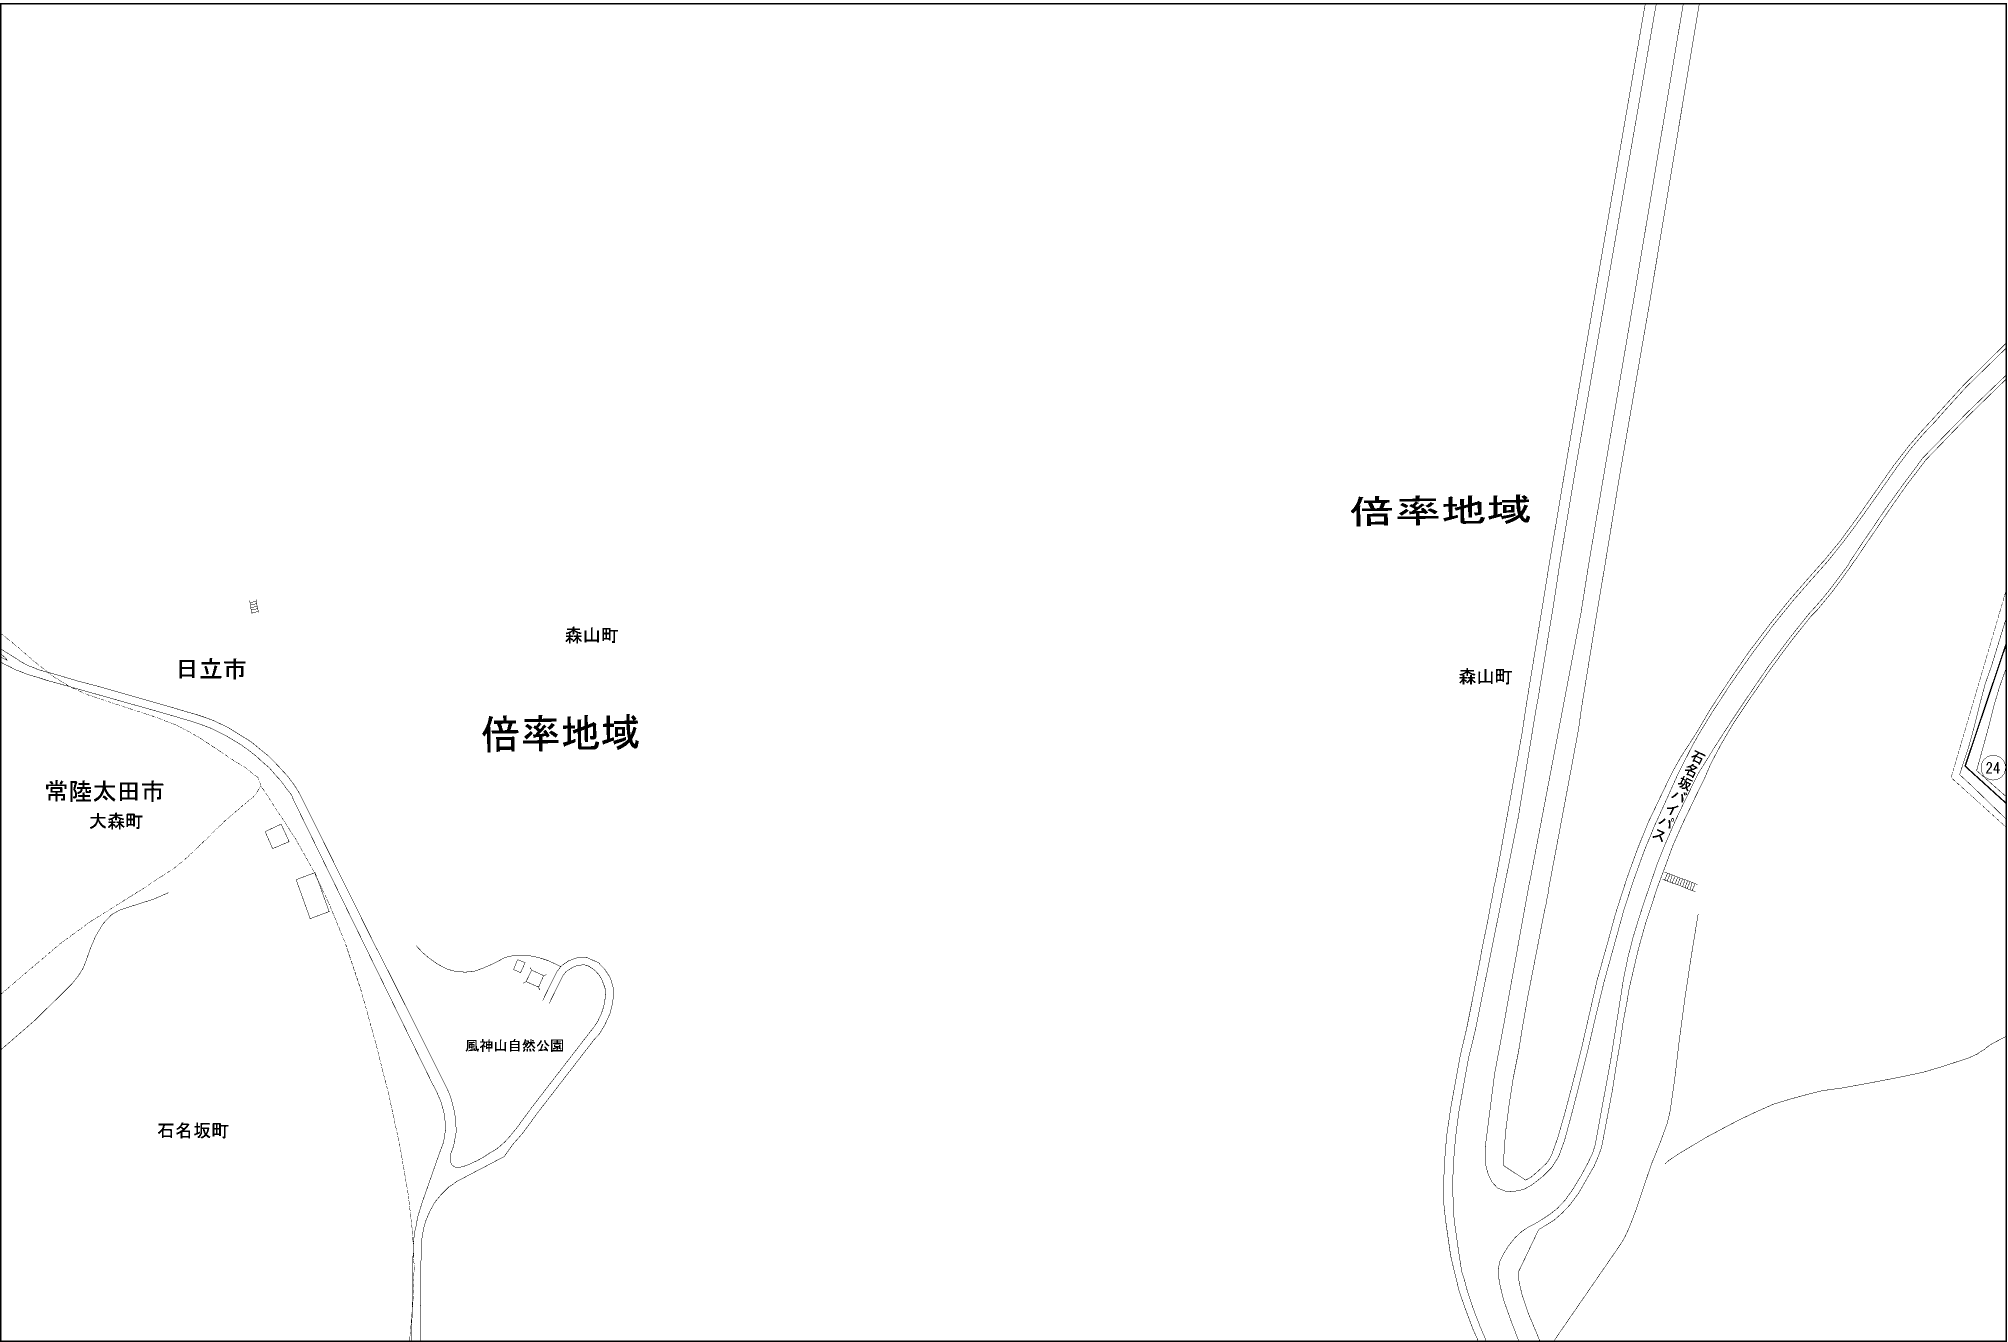 倍率地域
森山町
日立市
森山町
倍率地域
石名坂バイパス
24
常陸太田市
大森町
風神山自然公園
石名坂町